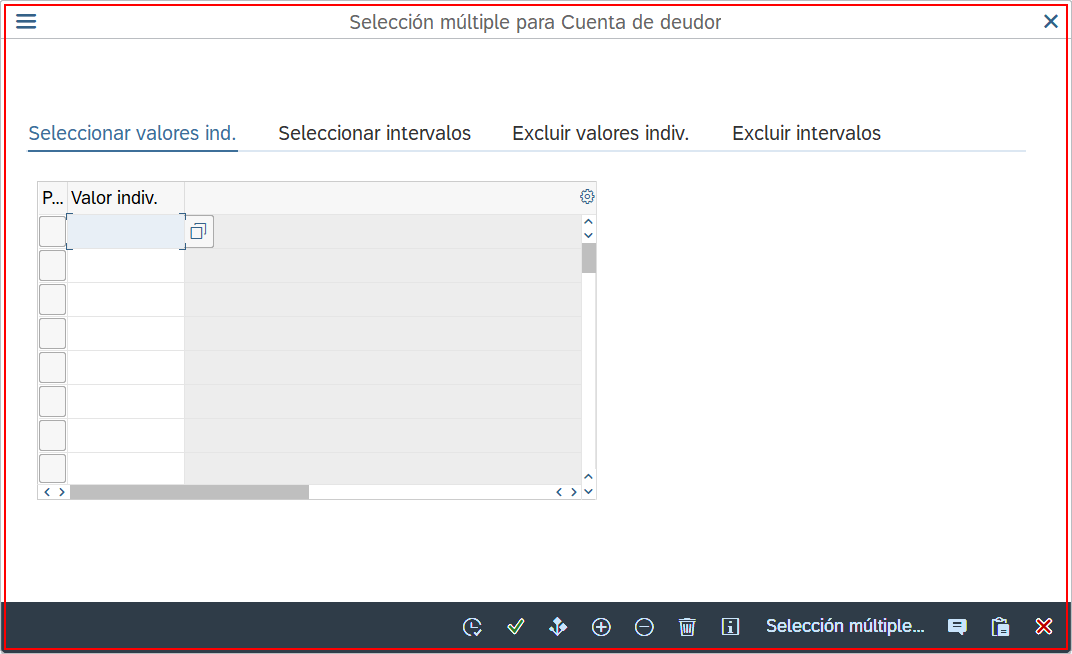 Selección múltiple para Cuenta de deudor
Seleccionar valores ind. Seleccionar intervalos Excluir valores indiv. Excluir intervalos
P... Valor indiv.
Selección múltiple...